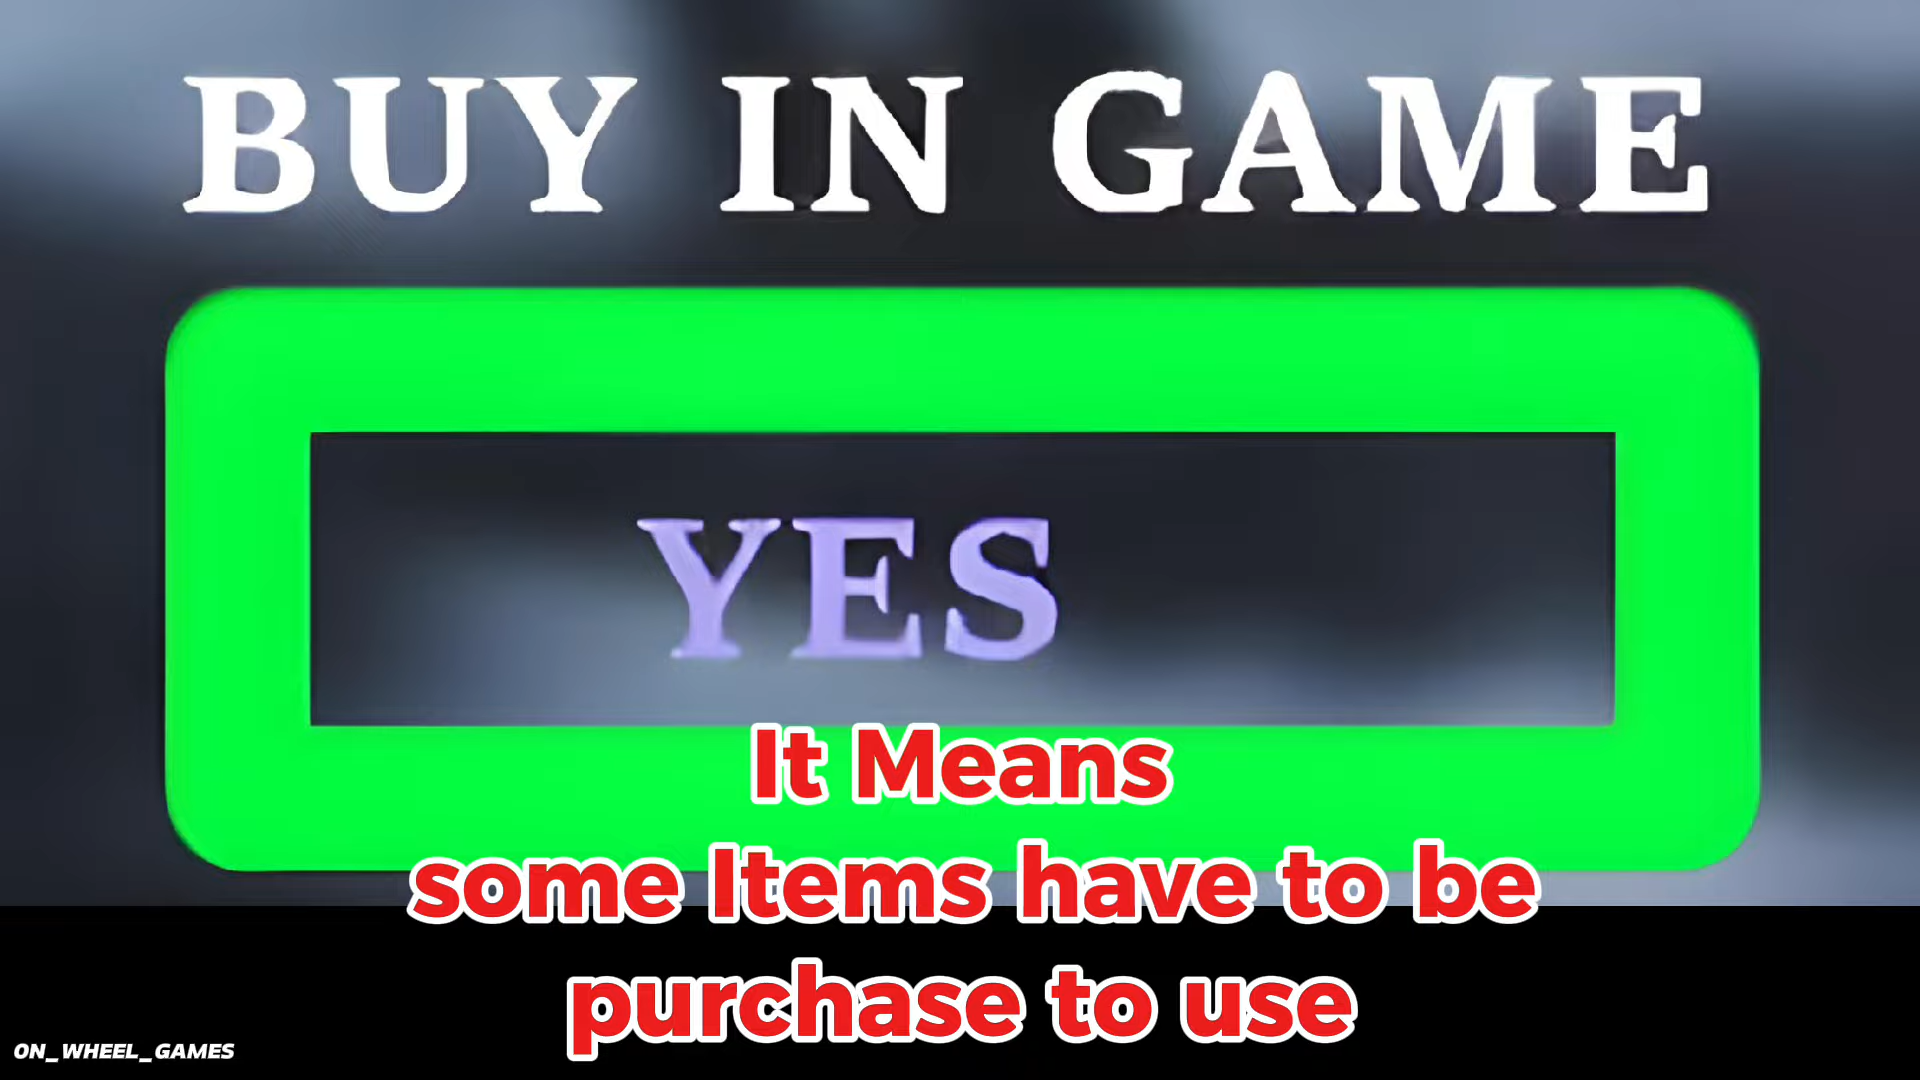 BUY IN GAME
YES
It Means
some Items have to be
purchase to use
ON_WHEEL_GAMES